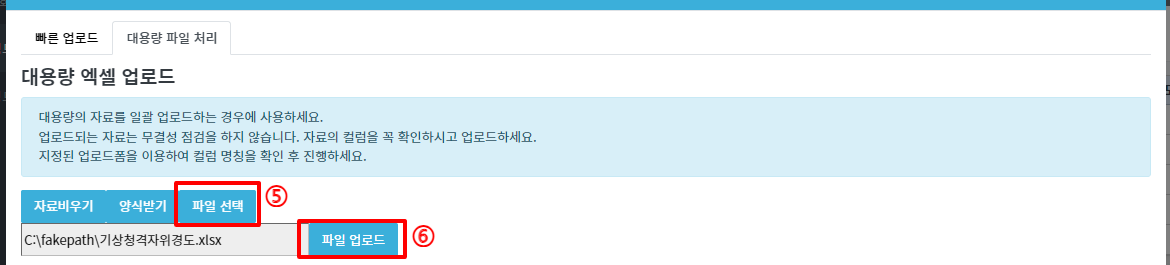 빠른 업로드 대용량 파일 처리
대용량 엑셀 업로드
대용량의 자료를 일괄 업로드하는 경우에 사용하세요.
업로드되는 자료는 무결성 점검을 하지 않습니다. 자료의 컬럼을 꼭 확인하시고 업로드하세요.
지정된 업로드폼을 이용하여 컬럼 명칭을 확인 후 진행하세요.
자료비우기 양식받기 파일 선택 ⑤
C:\fakepath\기상청격자위경도.xlsx 파일 업로드 ⑥